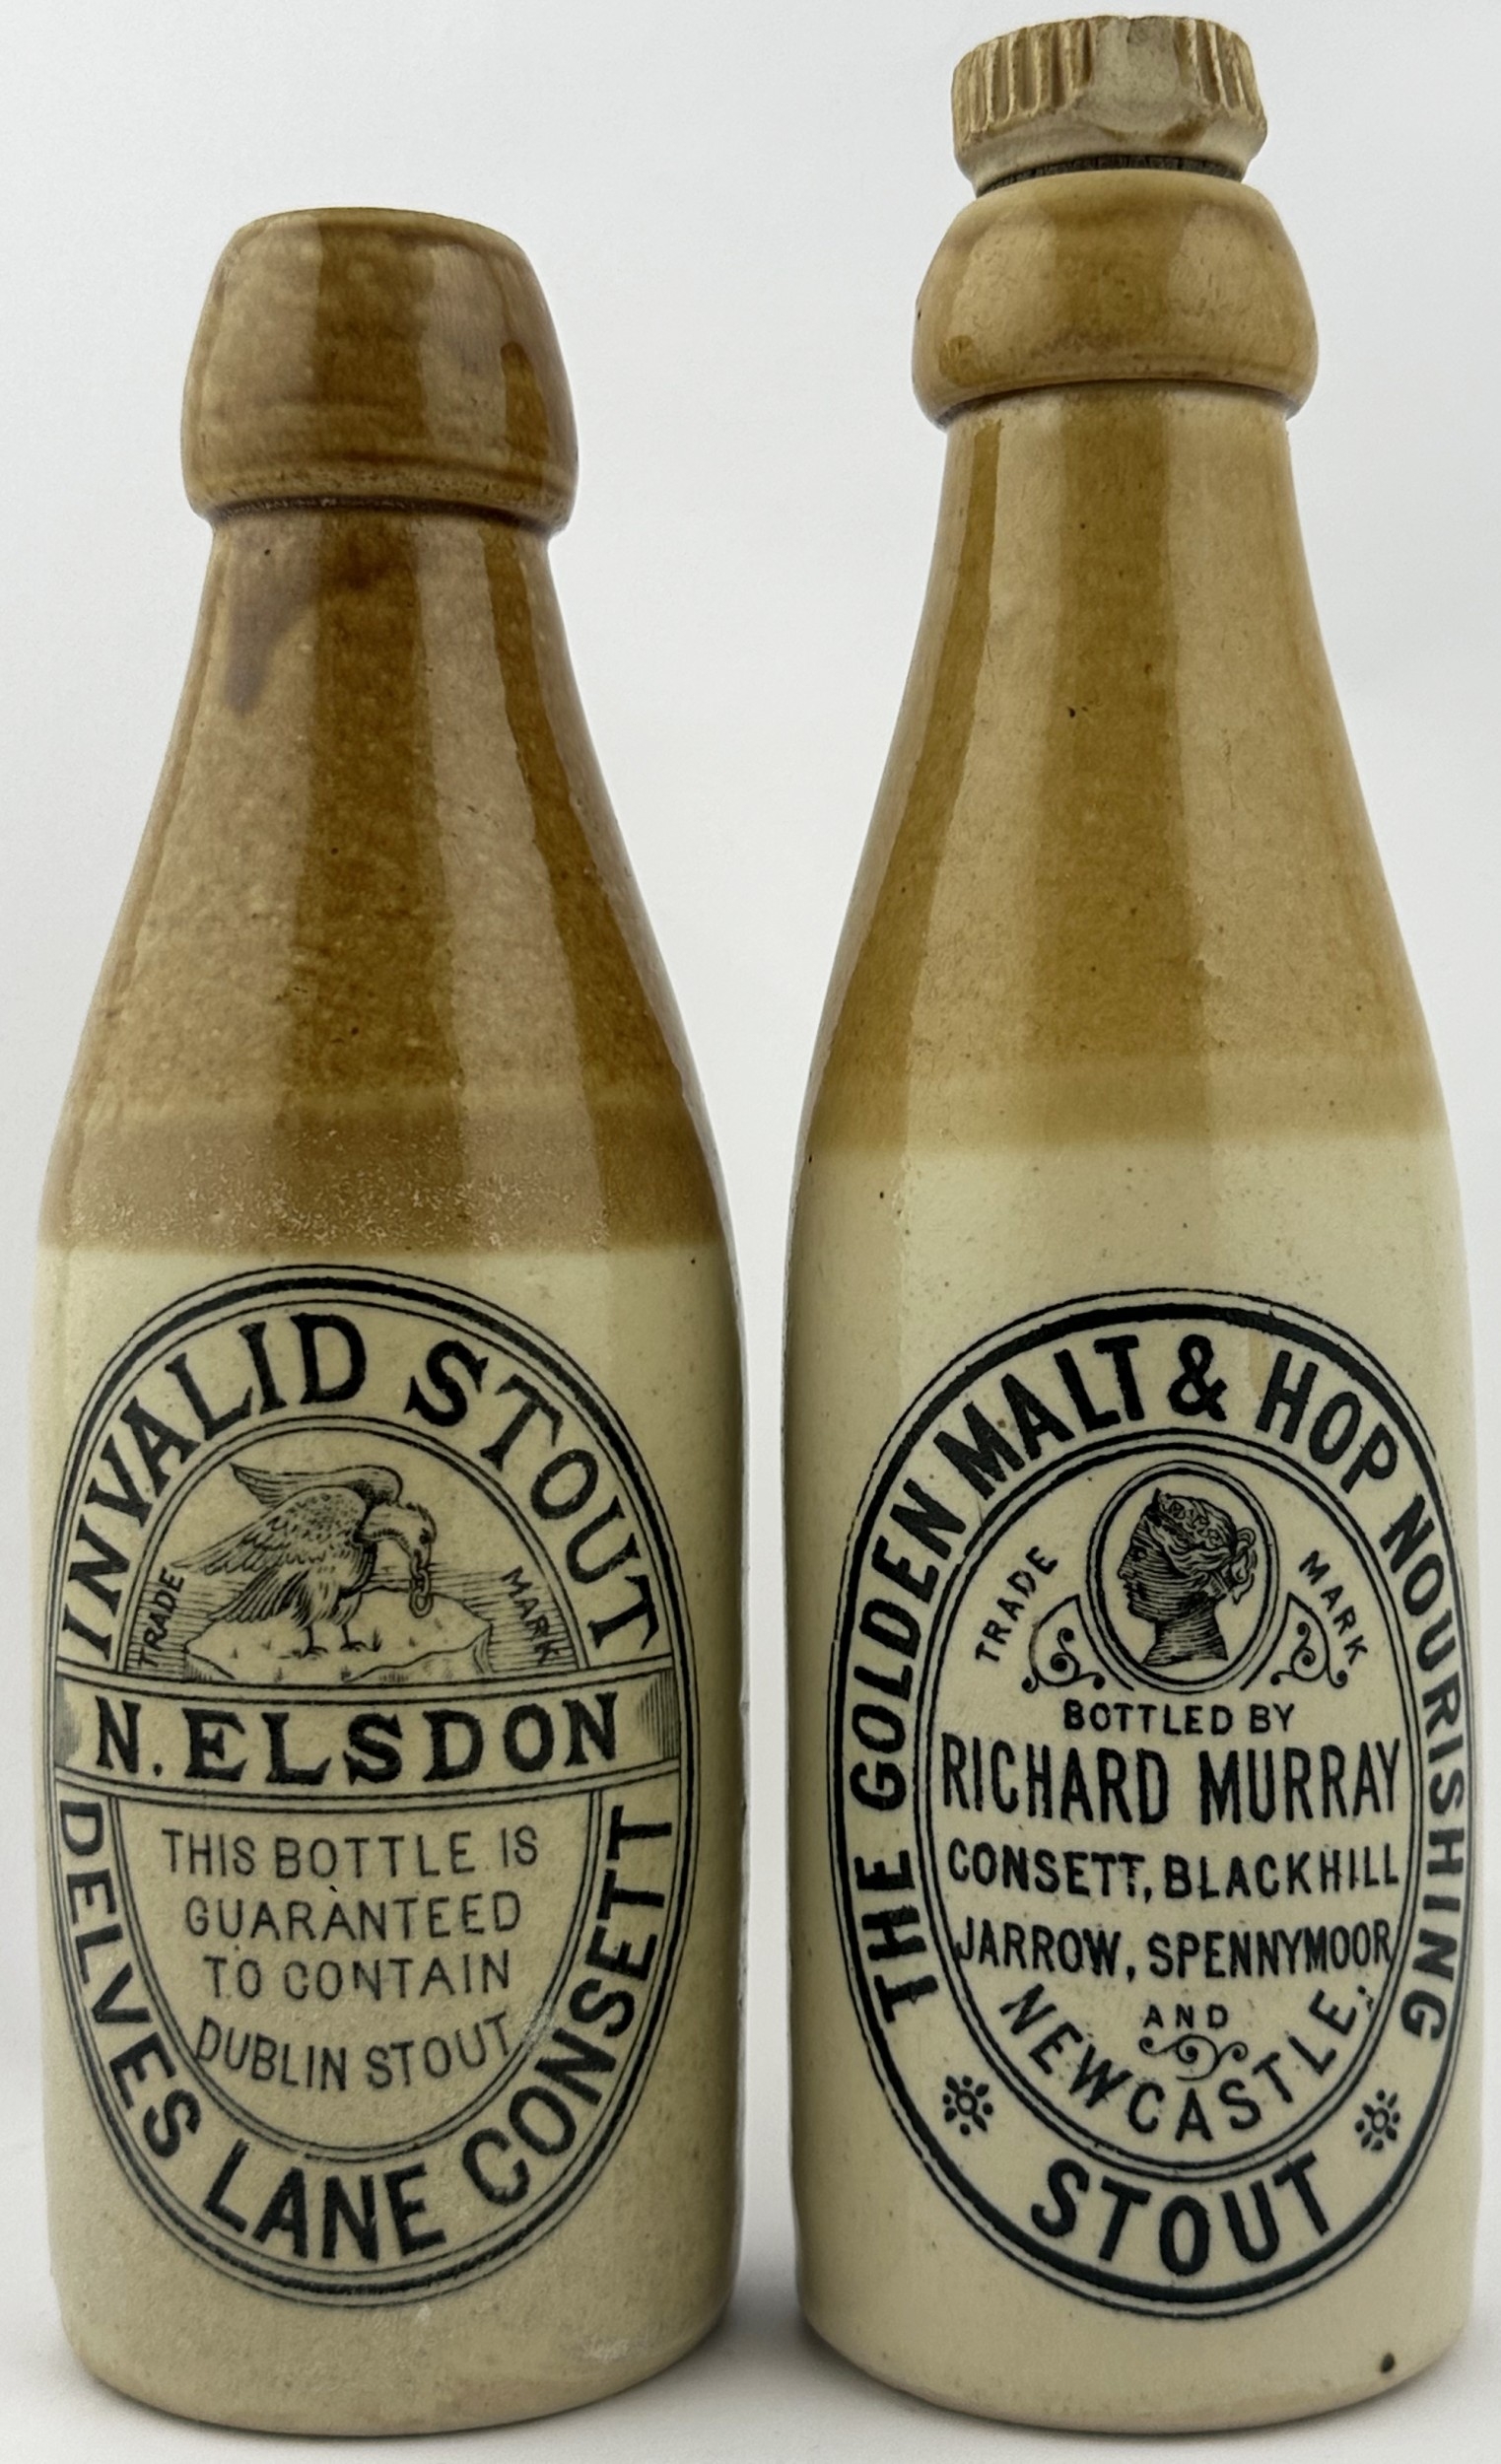 INVALID STOUT
TRADE MARK
N. ELSDON
THIS BOTTLE IS
GUARANTEED
TO CONTAIN
DUBLIN STOUT
DELVES LANE CONSETT
THE GOLDEN MALT & HOP NOURISHING
TRADE MARK
BOTTLED BY
RICHARD MURRAY
CONSETT, BLACKHILL
JARROW, SPENNYMOOR
AND
NEWCASTLE.
STOUT